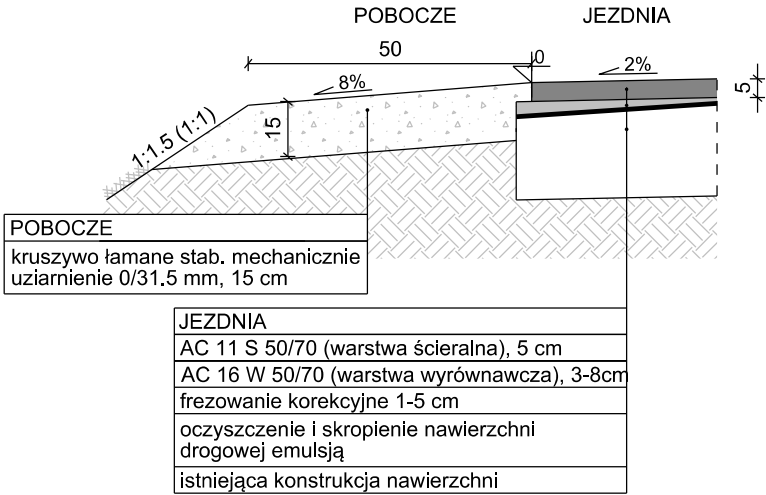 POBOCZE JEZDNIA
50
0
8%
2%
5
15
1:1.5 (1:1)
POBOCZE
kruszywo łamane stab. mechanicznie
uziarnienie 0/31.5 mm, 15 cm
JEZDNIA
AC 11 S 50/70 (warstwa ścieralna), 5 cm
AC 16 W 50/70 (warstwa wyrównawcza), 3-8cm
frezowanie korekcyjne 1-5 cm
oczyszczenie i skropienie nawierzchni
drogowej emulsją
istniejąca konstrukcja nawierzchni